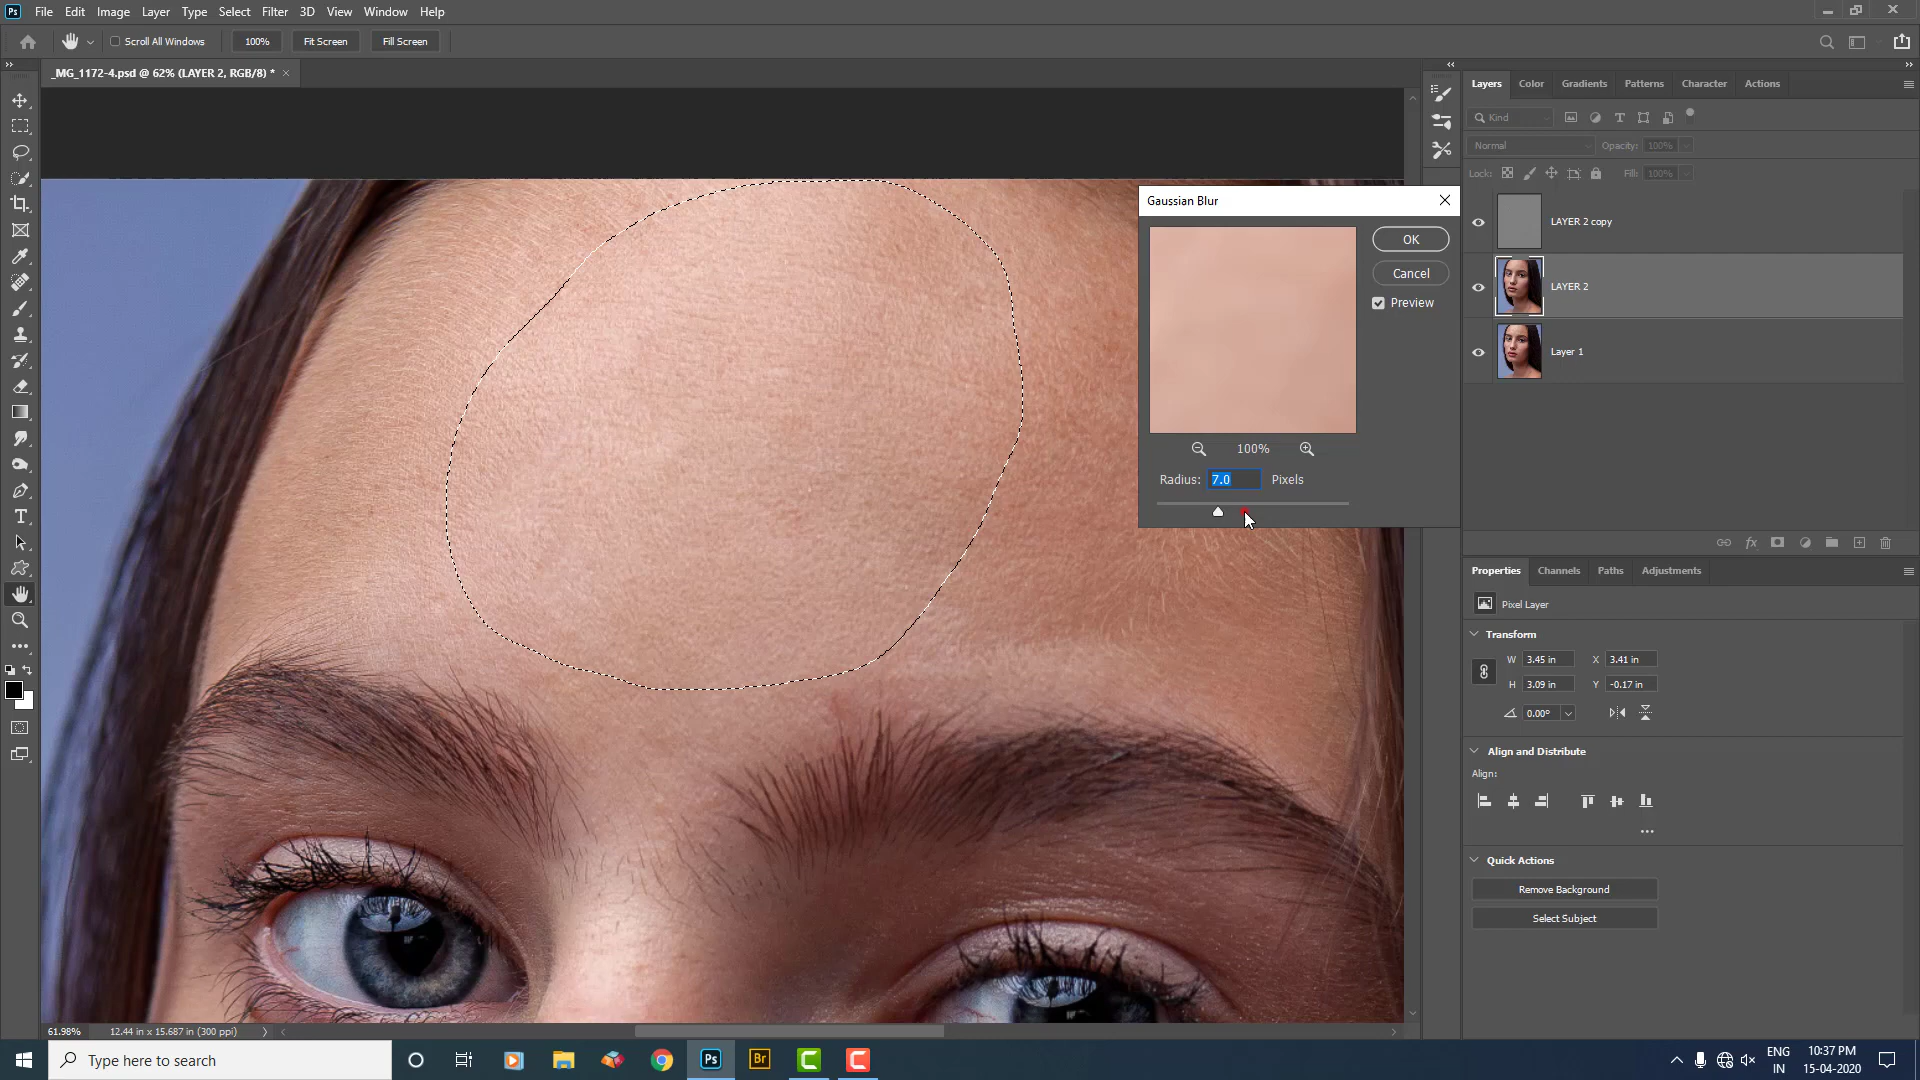 Ps File Edit Image Layer Type Select Filter 3D View Window Help
Scroll All Windows 100% Fit Screen Fill Screen
_MG_1172-4.psd @ 62% (LAYER 2, RGB/8) *
Layers Color Gradients Patterns Character Actions
Kind
Normal Opacity: 100%
Lock: Fill: 100%
LAYER 2 copy
LAYER 2
Layer 1
Gaussian Blur
OK
Cancel
Preview
100%
Radius: 7.0 Pixels
Properties Channels Paths Adjustments
Pixel Layer
Transform
W 3.45 in X 3.41 in
H 3.09 in Y -0.17 in
0.00°
Align and Distribute
Align:
Quick Actions
Remove Background
Select Subject
61.98% 12.44 in x 15.687 in (300 ppi)
Type here to search
Ps Br C C
ENG
IN
10:37 PM
15-04-2020